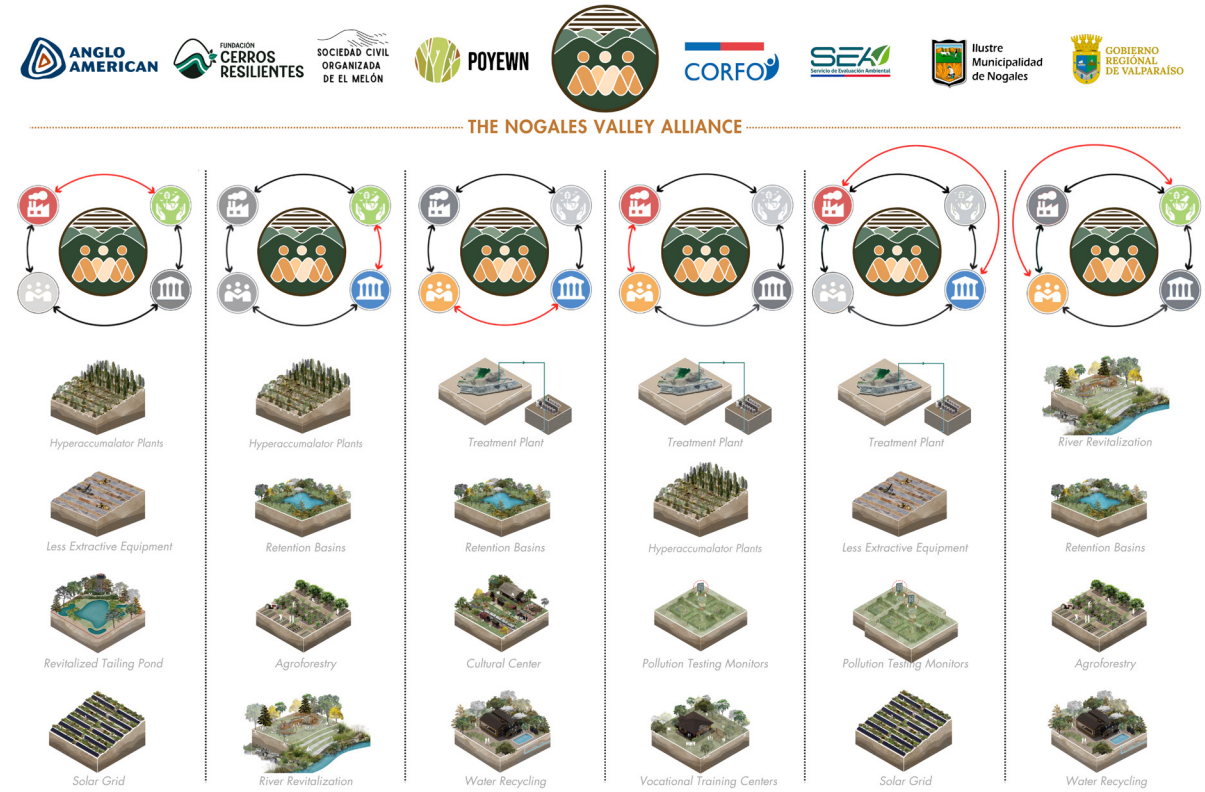 ANGLO
AMERICAN
FUNDACIÓN
CERROS
RESILIENTES
SOCIEDAD CIVIL
ORGANIZADA
DE EL MELÓN
POYEWN
CORFO
SEA
Servicio de Evaluación Ambiental
Ilustre
Municipalidad
de Nogales
GOBIERNO
REGIONAL
DE VALPARAÍSO
THE NOGALES VALLEY ALLIANCE
Hyperaccumalator Plants
Hyperaccumalator Plants
Treatment Plant
Treatment Plant
Treatment Plant
River Revitalization
Less Extractive Equipment
Retention Basins
Retention Basins
Hyperaccumalator Plants
Less Extractive Equipment
Retention Basins
Revitalized Tailing Pond
Agroforestry
Cultural Center
Pollution Testing Monitors
Pollution Testing Monitors
Agroforestry
Solar Grid
River Revitalization
Water Recycling
Vocational Training Centers
Solar Grid
Water Recycling